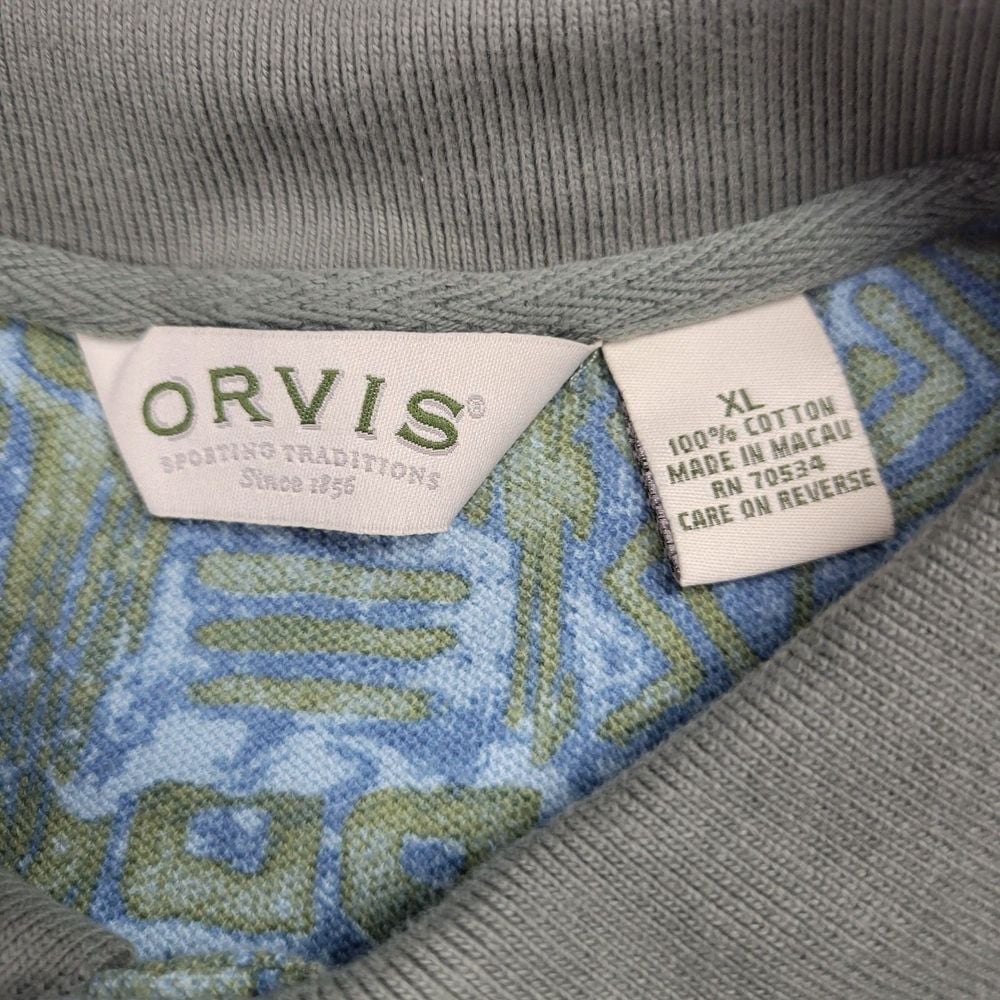 ORVIS®
SPORTING TRADITIONS
Since 1856
XL
100% COTTON
MADE IN MACAU
RN 70534
CARE ON REVERSE